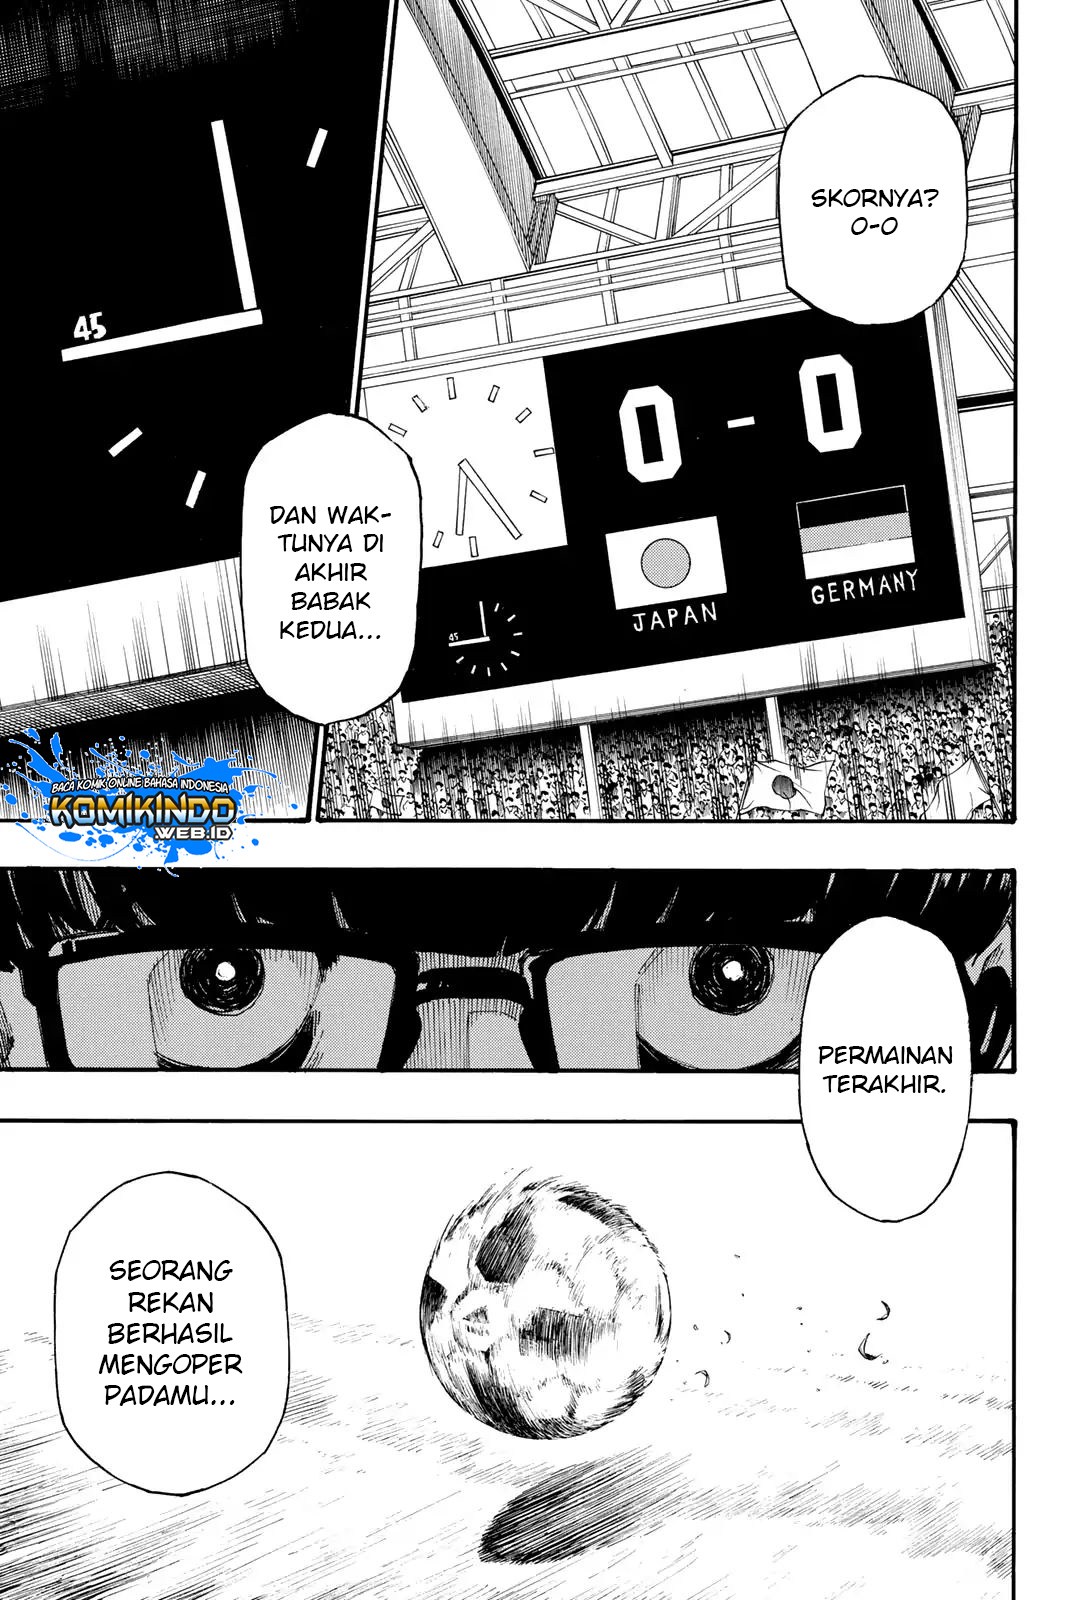 SKORNYA?
0-0
0 - 0
JAPAN
GERMANY
45
45
DAN WAK-
TUNYA DI
AKHIR
BABAK
KEDUA...
BACA KOMIK ONLINE BAHASA INDONESIA
KOMIKINDO
WEB.ID
PERMAINAN
TERAKHIR.
SEORANG
REKAN
BERHASIL
MENGOPER
PADAMU...